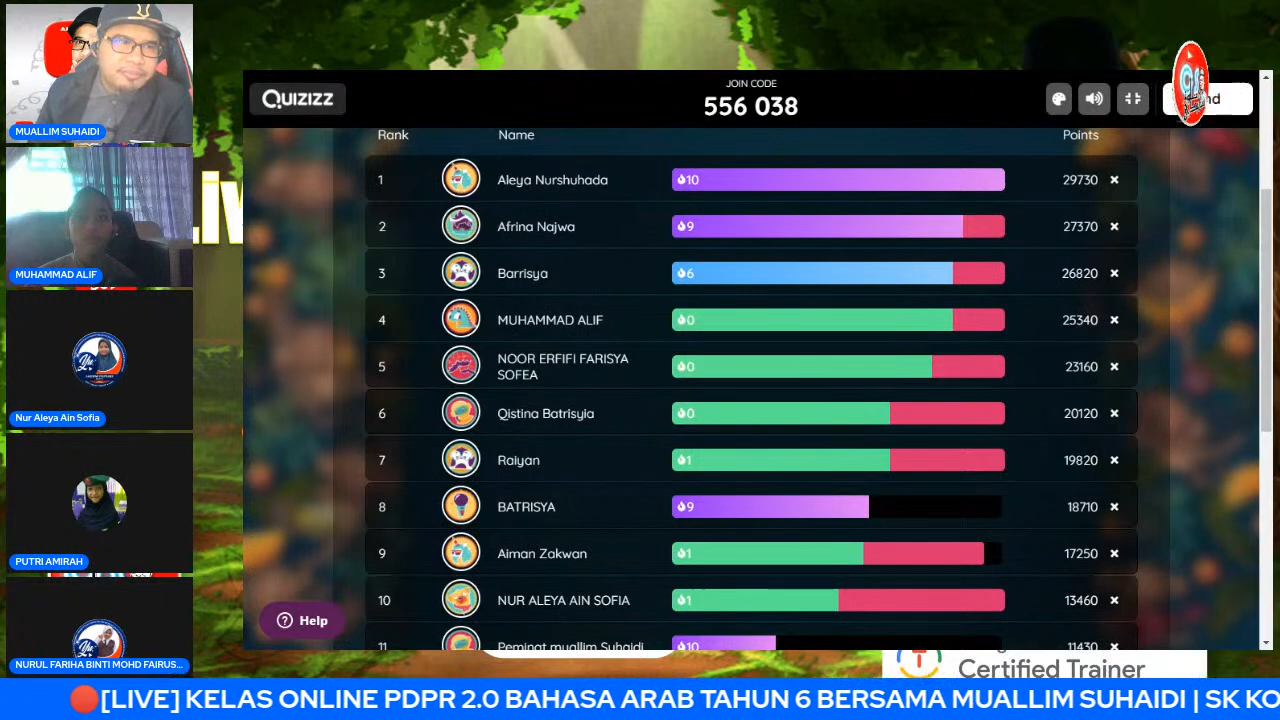 MUALLIM SUHAIDI
MUHAMMAD ALIF
Nur Aleya Ain Sofia
PUTRI AMIRAH
NURUL FARIHA BINTI MOHD FAIRUS...
QUIZIZZ
JOIN CODE
556 038
Rank Name Points
1 Aleya Nurshuhada 10 29730
2 Afrina Najwa 9 27370
3 Barrisya 6 26820
4 MUHAMMAD ALIF 0 25340
5 NOOR ERFIFI FARISYA
SOFEA 0 23160
6 Qistina Batrisyia 0 20120
7 Raiyan 1 19820
8 BATRISYA 9 18710
9 Aiman Zakwan 1 17250
10 NUR ALEYA AIN SOFIA 1 13460
11 Peminat muallim Suhaidi 10 11430
Help
Certified Trainer
[LIVE] KELAS ONLINE PDPR 2.0 BAHASA ARAB TAHUN 6 BERSAMA MUALLIM SUHAIDI | SK KO